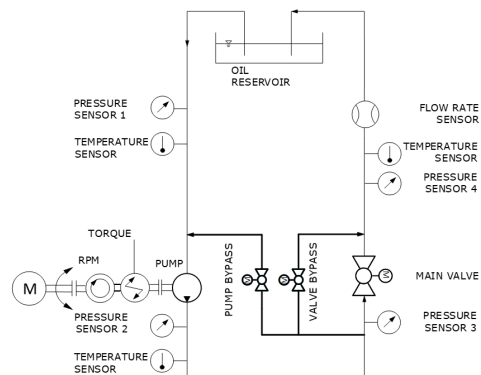 OIL
RESERVOIR
PRESSURE
SENSOR 1
TEMPERATURE
SENSOR
FLOW RATE
SENSOR
TEMPERATURE
SENSOR
PRESSURE
SENSOR 4
TORQUE
RPM
PUMP
M
PUMP BYPASS
M
VALVE BYPASS
M
M
MAIN VALVE
PRESSURE
SENSOR 2
PRESSURE
SENSOR 3
TEMPERATURE
SENSOR